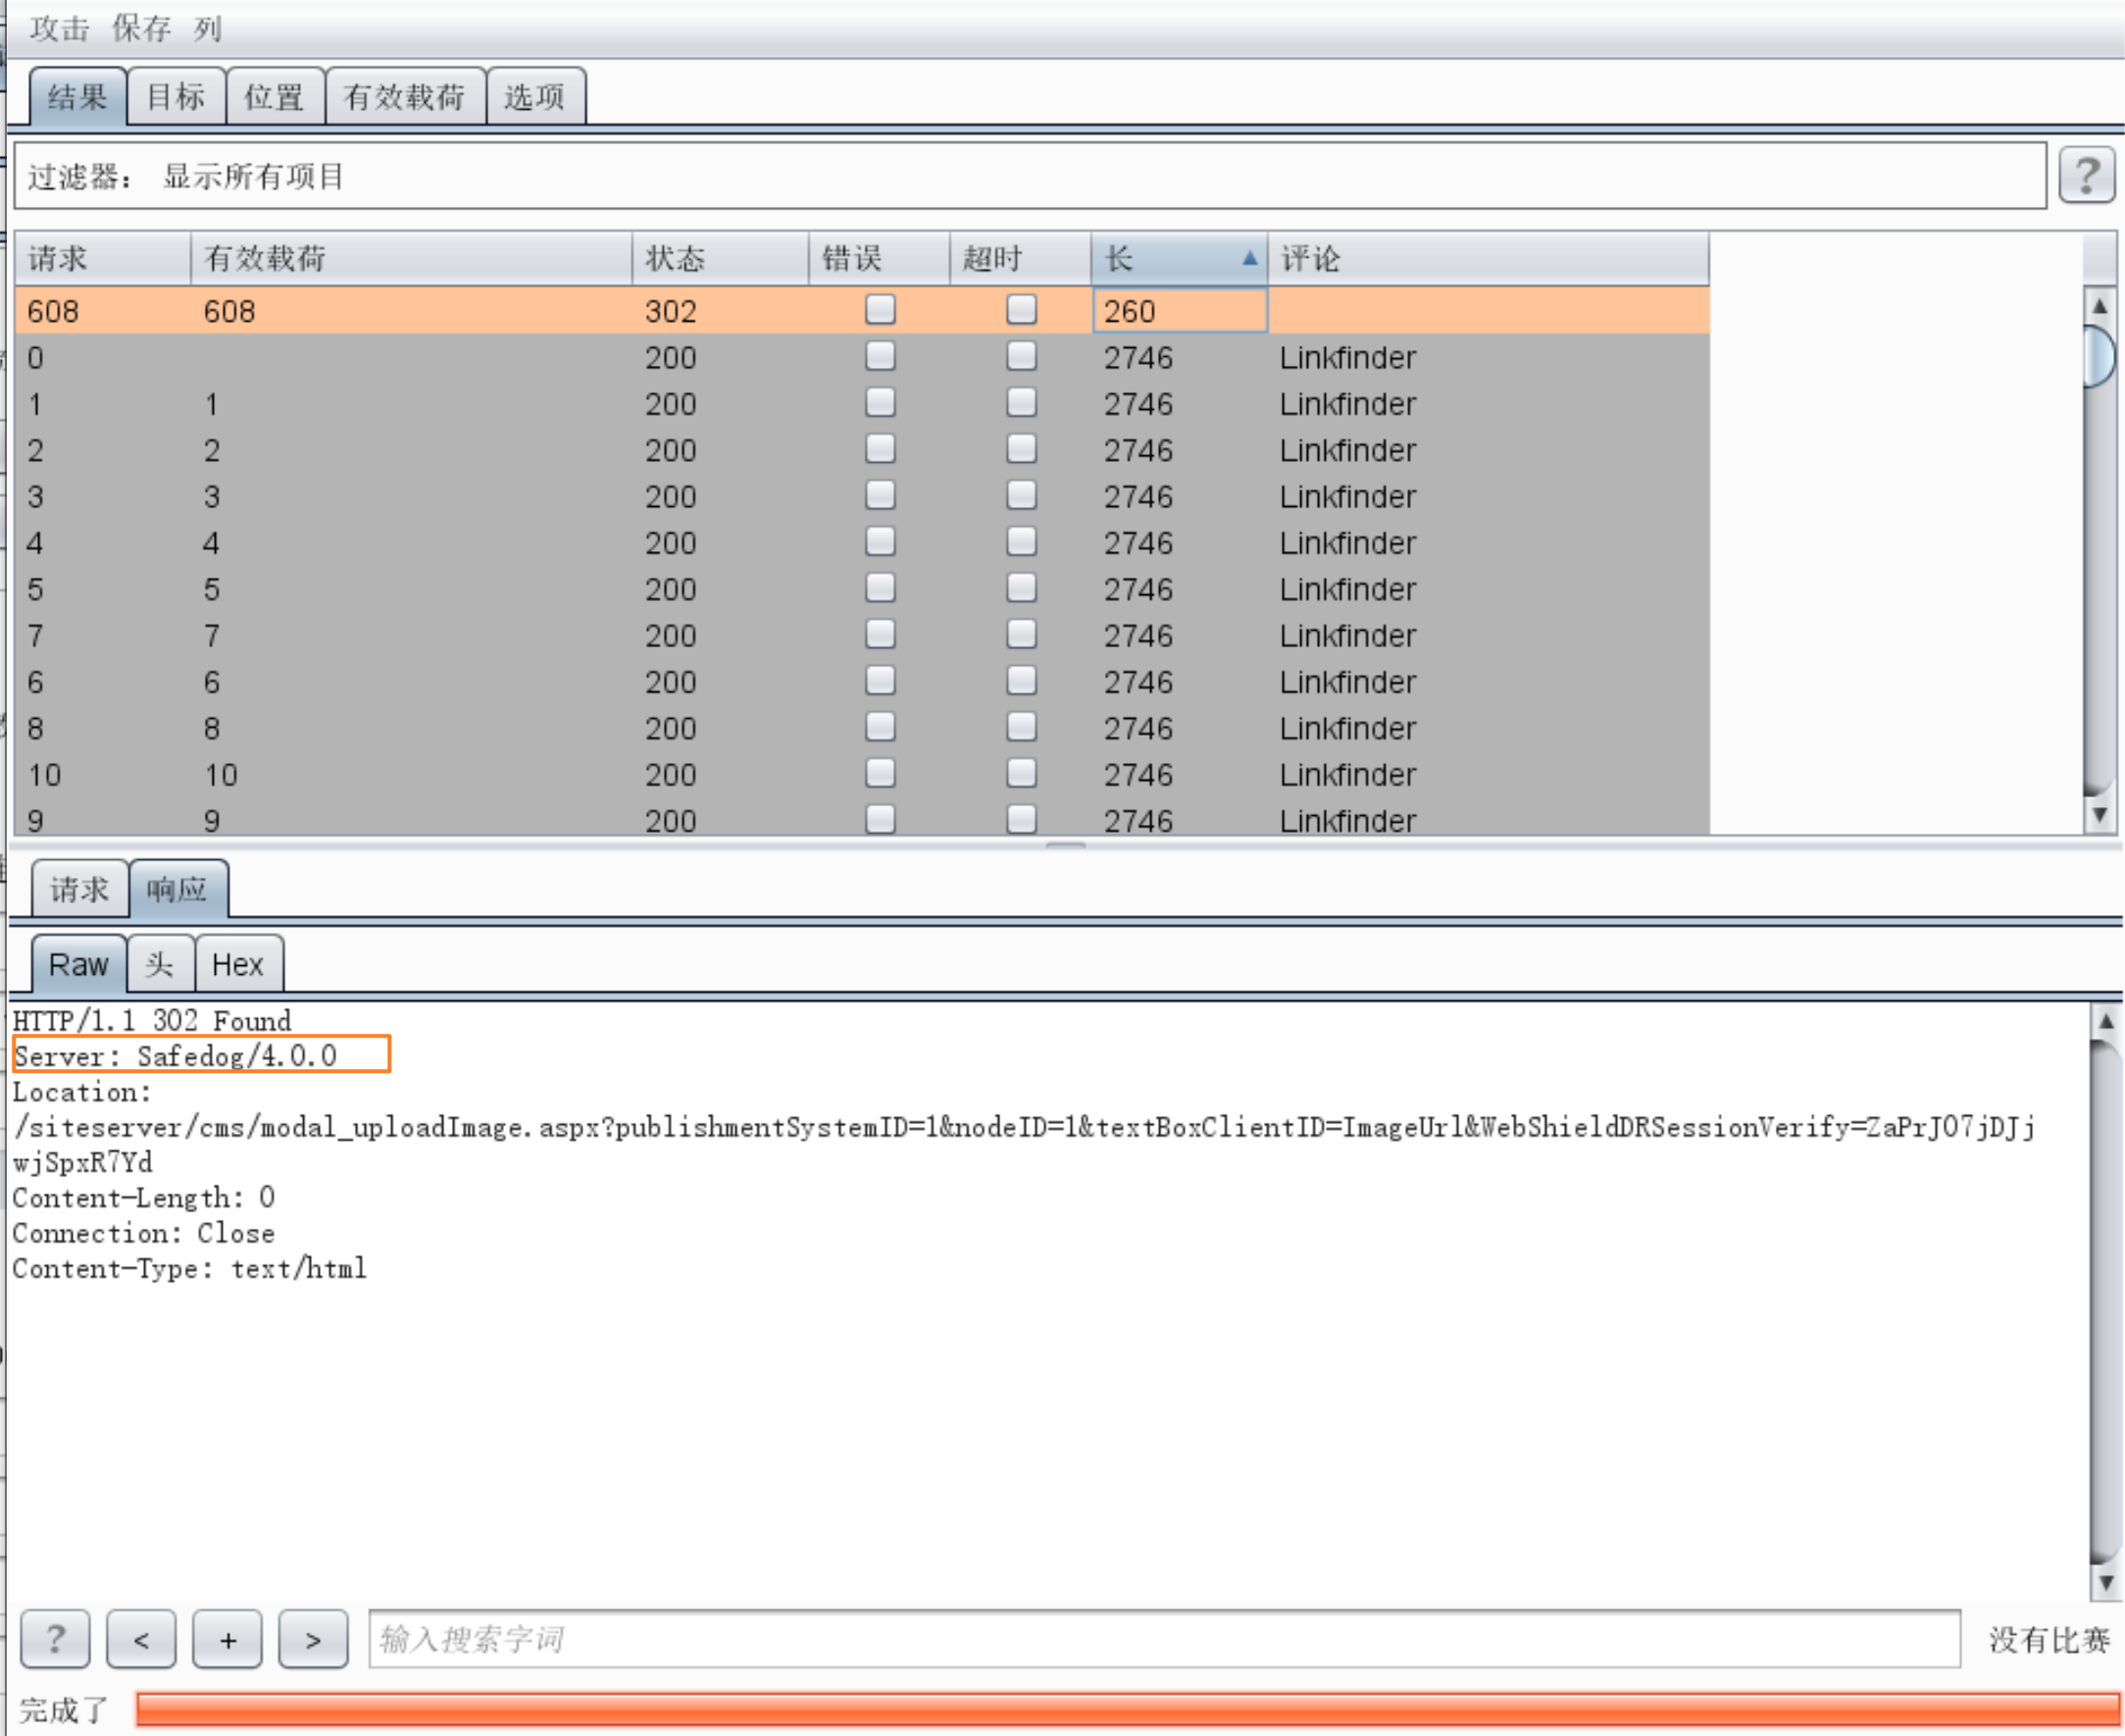 攻击 保存 列
结果 目标 位置 有效载荷 选项
过滤器： 显示所有项目 ?
请求 有效载荷 状态 错误 超时 长 评论
608 608 302 260
0 200 2746 Linkfinder
1 1 200 2746 Linkfinder
2 2 200 2746 Linkfinder
3 3 200 2746 Linkfinder
4 4 200 2746 Linkfinder
5 5 200 2746 Linkfinder
7 7 200 2746 Linkfinder
6 6 200 2746 Linkfinder
8 8 200 2746 Linkfinder
10 10 200 2746 Linkfinder
9 9 200 2746 Linkfinder
请求 响应
Raw 头 Hex
HTTP/1.1 302 Found
Server: Safedog/4.0.0
Location:
/siteserver/cms/modal_uploadImage.aspx?publishmentSystemID=1&nodeID=1&textBoxClientID=ImageUrl&WebShieldDRSessionVerify=ZaPrJO7jDJj
wjSpxR7Yd
Content-Length: 0
Connection: Close
Content-Type: text/html
? < + > 输入搜索字词 没有比赛
完成了